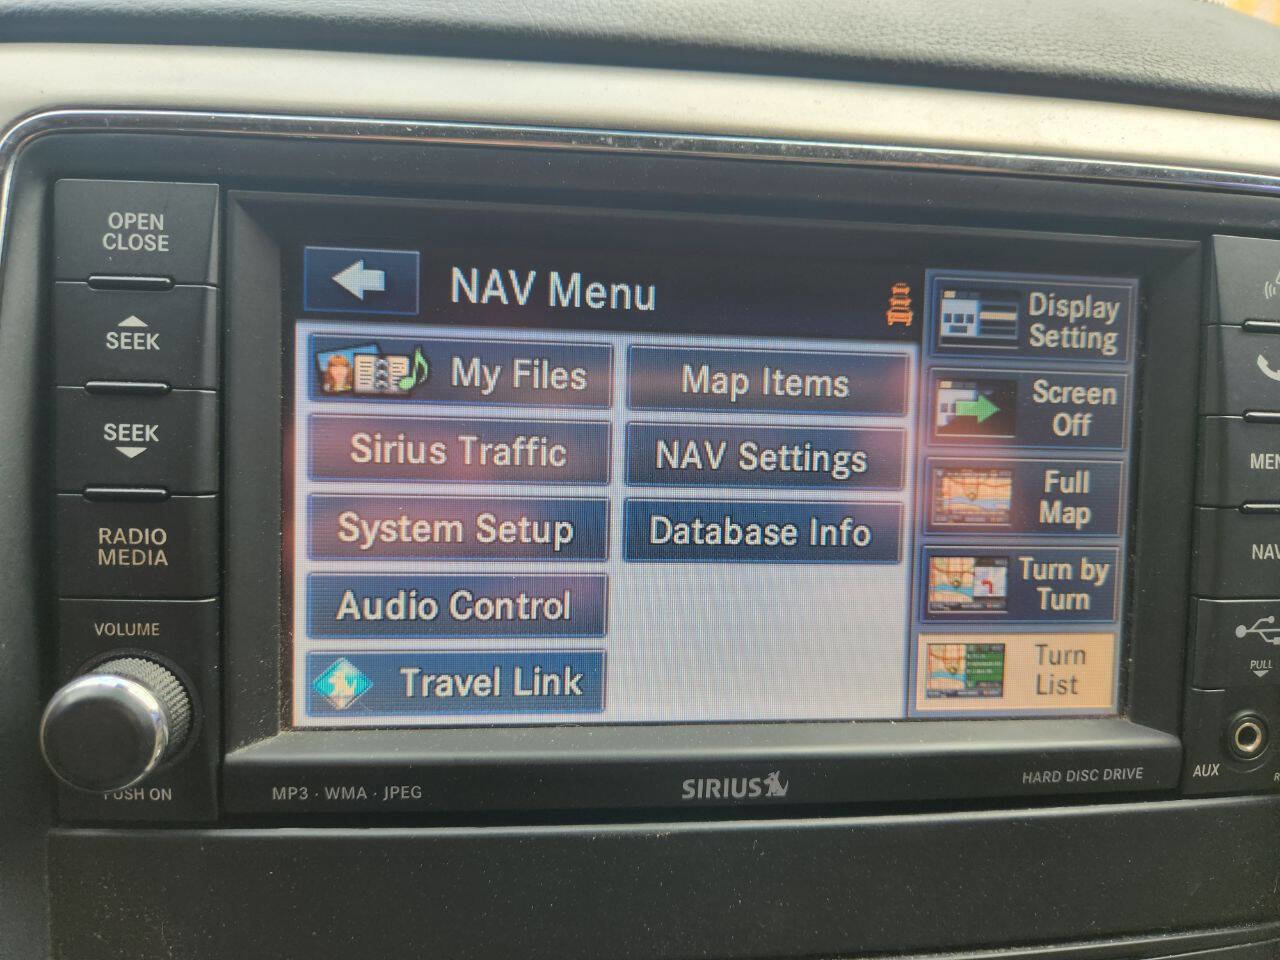 OPEN
CLOSE
SEEK
SEEK
RADIO
MEDIA
VOLUME
PUSH ON
NAV Menu
My Files
Map Items
Sirius Traffic
NAV Settings
System Setup
Database Info
Audio Control
Travel Link
Display
Setting
Screen
Off
Full
Map
Turn by
Turn
Turn
List
MP3 · WMA · JPEG
SIRIUS
HARD DISC DRIVE
MEN
NAV
PULL
AUX